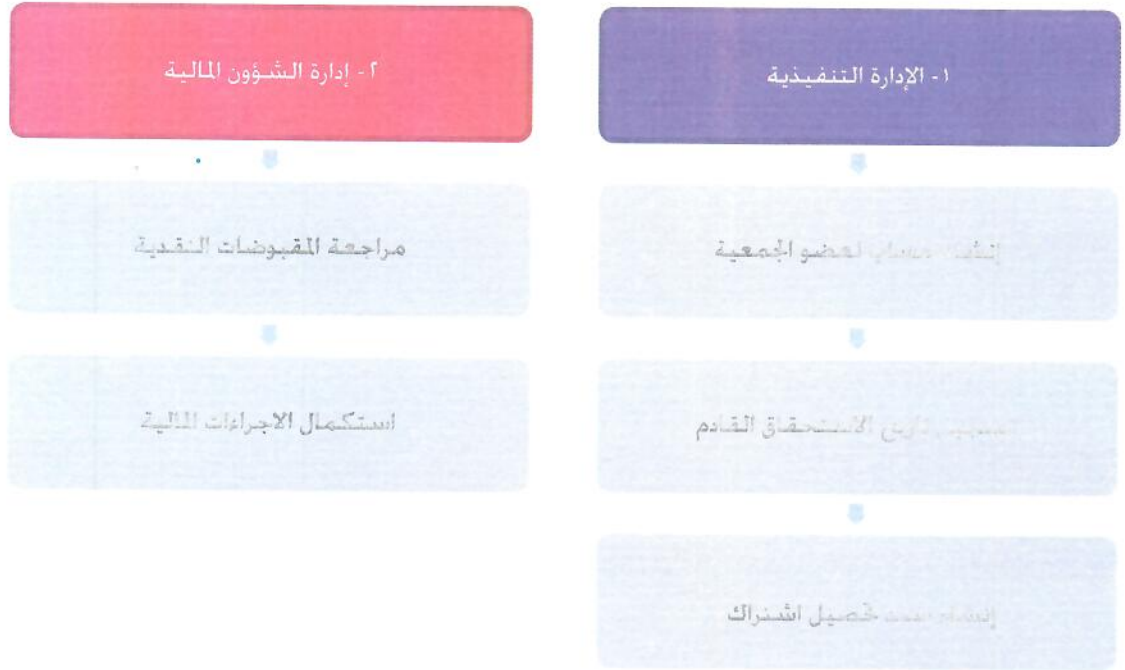 ١- الإدارة التنفيذية
لعضو الجمعية
الاستحقاق القادم
تحصيل اشتراك
٢- إدارة الشؤون المالية
مراجعة المقبوضات النقدية
استكمال الاجراءات المالية